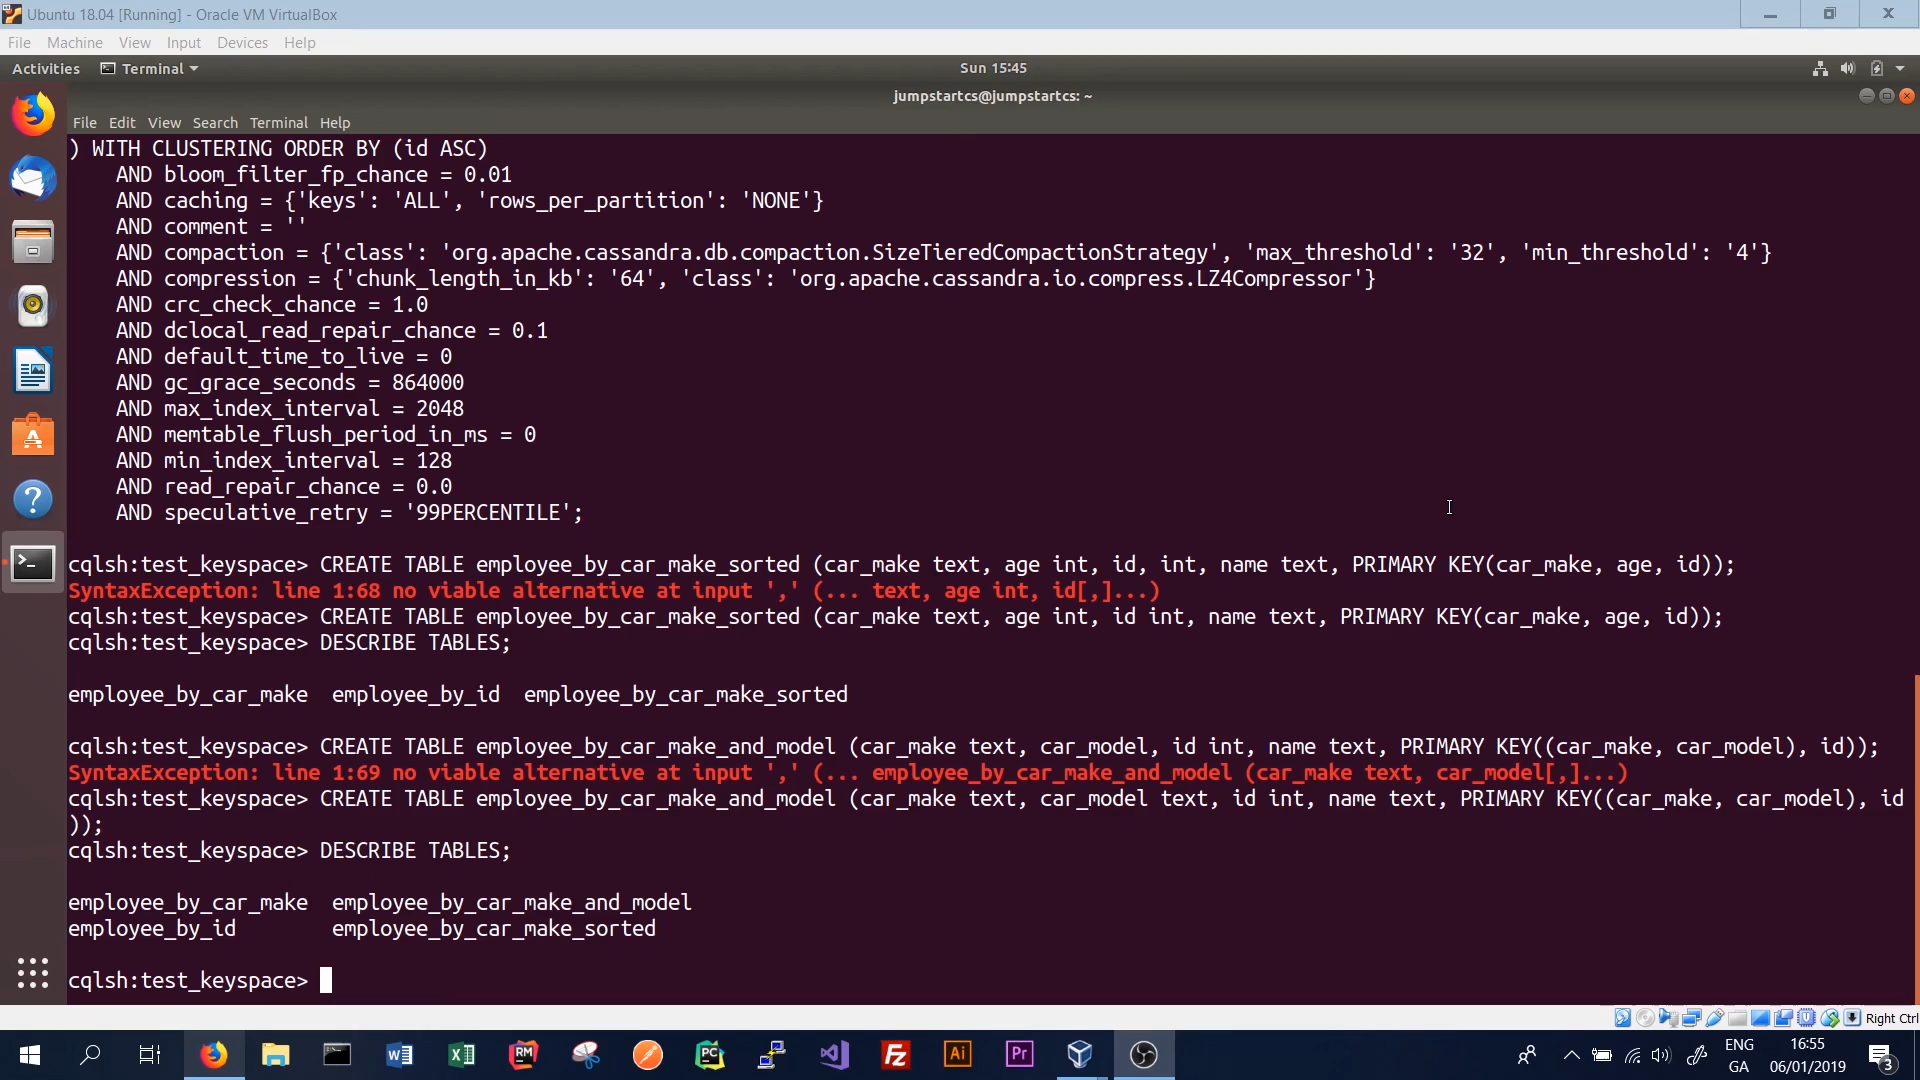 Ubuntu 18.04 [Running] - Oracle VM VirtualBox
File Machine View Input Devices Help
Activities Terminal Sun 15:45
jumpstartcs@jumpstartcs: ~
File Edit View Search Terminal Help
) WITH CLUSTERING ORDER BY (id ASC)
AND bloom_filter_fp_chance = 0.01
AND caching = {'keys': 'ALL', 'rows_per_partition': 'NONE'}
AND comment = ''
AND compaction = {'class': 'org.apache.cassandra.db.compaction.SizeTieredCompactionStrategy', 'max_threshold': '32', 'min_threshold': '4'}
AND compression = {'chunk_length_in_kb': '64', 'class': 'org.apache.cassandra.io.compress.LZ4Compressor'}
AND crc_check_chance = 1.0
AND dclocal_read_repair_chance = 0.1
AND default_time_to_live = 0
AND gc_grace_seconds = 864000
AND max_index_interval = 2048
AND memtable_flush_period_in_ms = 0
AND min_index_interval = 128
AND read_repair_chance = 0.0
AND speculative_retry = '99PERCENTILE';
cqlsh:test_keyspace> CREATE TABLE employee_by_car_make_sorted (car_make text, age int, id, int, name text, PRIMARY KEY(car_make, age, id));
SyntaxException: line 1:68 no viable alternative at input ',' (... text, age int, id[,]...)
cqlsh:test_keyspace> CREATE TABLE employee_by_car_make_sorted (car_make text, age int, id int, name text, PRIMARY KEY(car_make, age, id));
cqlsh:test_keyspace> DESCRIBE TABLES;
employee_by_car_make employee_by_id employee_by_car_make_sorted
cqlsh:test_keyspace> CREATE TABLE employee_by_car_make_and_model (car_make text, car_model, id int, name text, PRIMARY KEY((car_make, car_model), id));
SyntaxException: line 1:69 no viable alternative at input ',' (... employee_by_car_make_and_model (car_make text, car_model[,]...)
cqlsh:test_keyspace> CREATE TABLE employee_by_car_make_and_model (car_make text, car_model text, id int, name text, PRIMARY KEY((car_make, car_model), id
));
cqlsh:test_keyspace> DESCRIBE TABLES;
employee_by_car_make employee_by_car_make_and_model
employee_by_id employee_by_car_make_sorted
cqlsh:test_keyspace>
Right Ctrl
ENG 16:55
GA 06/01/2019 3